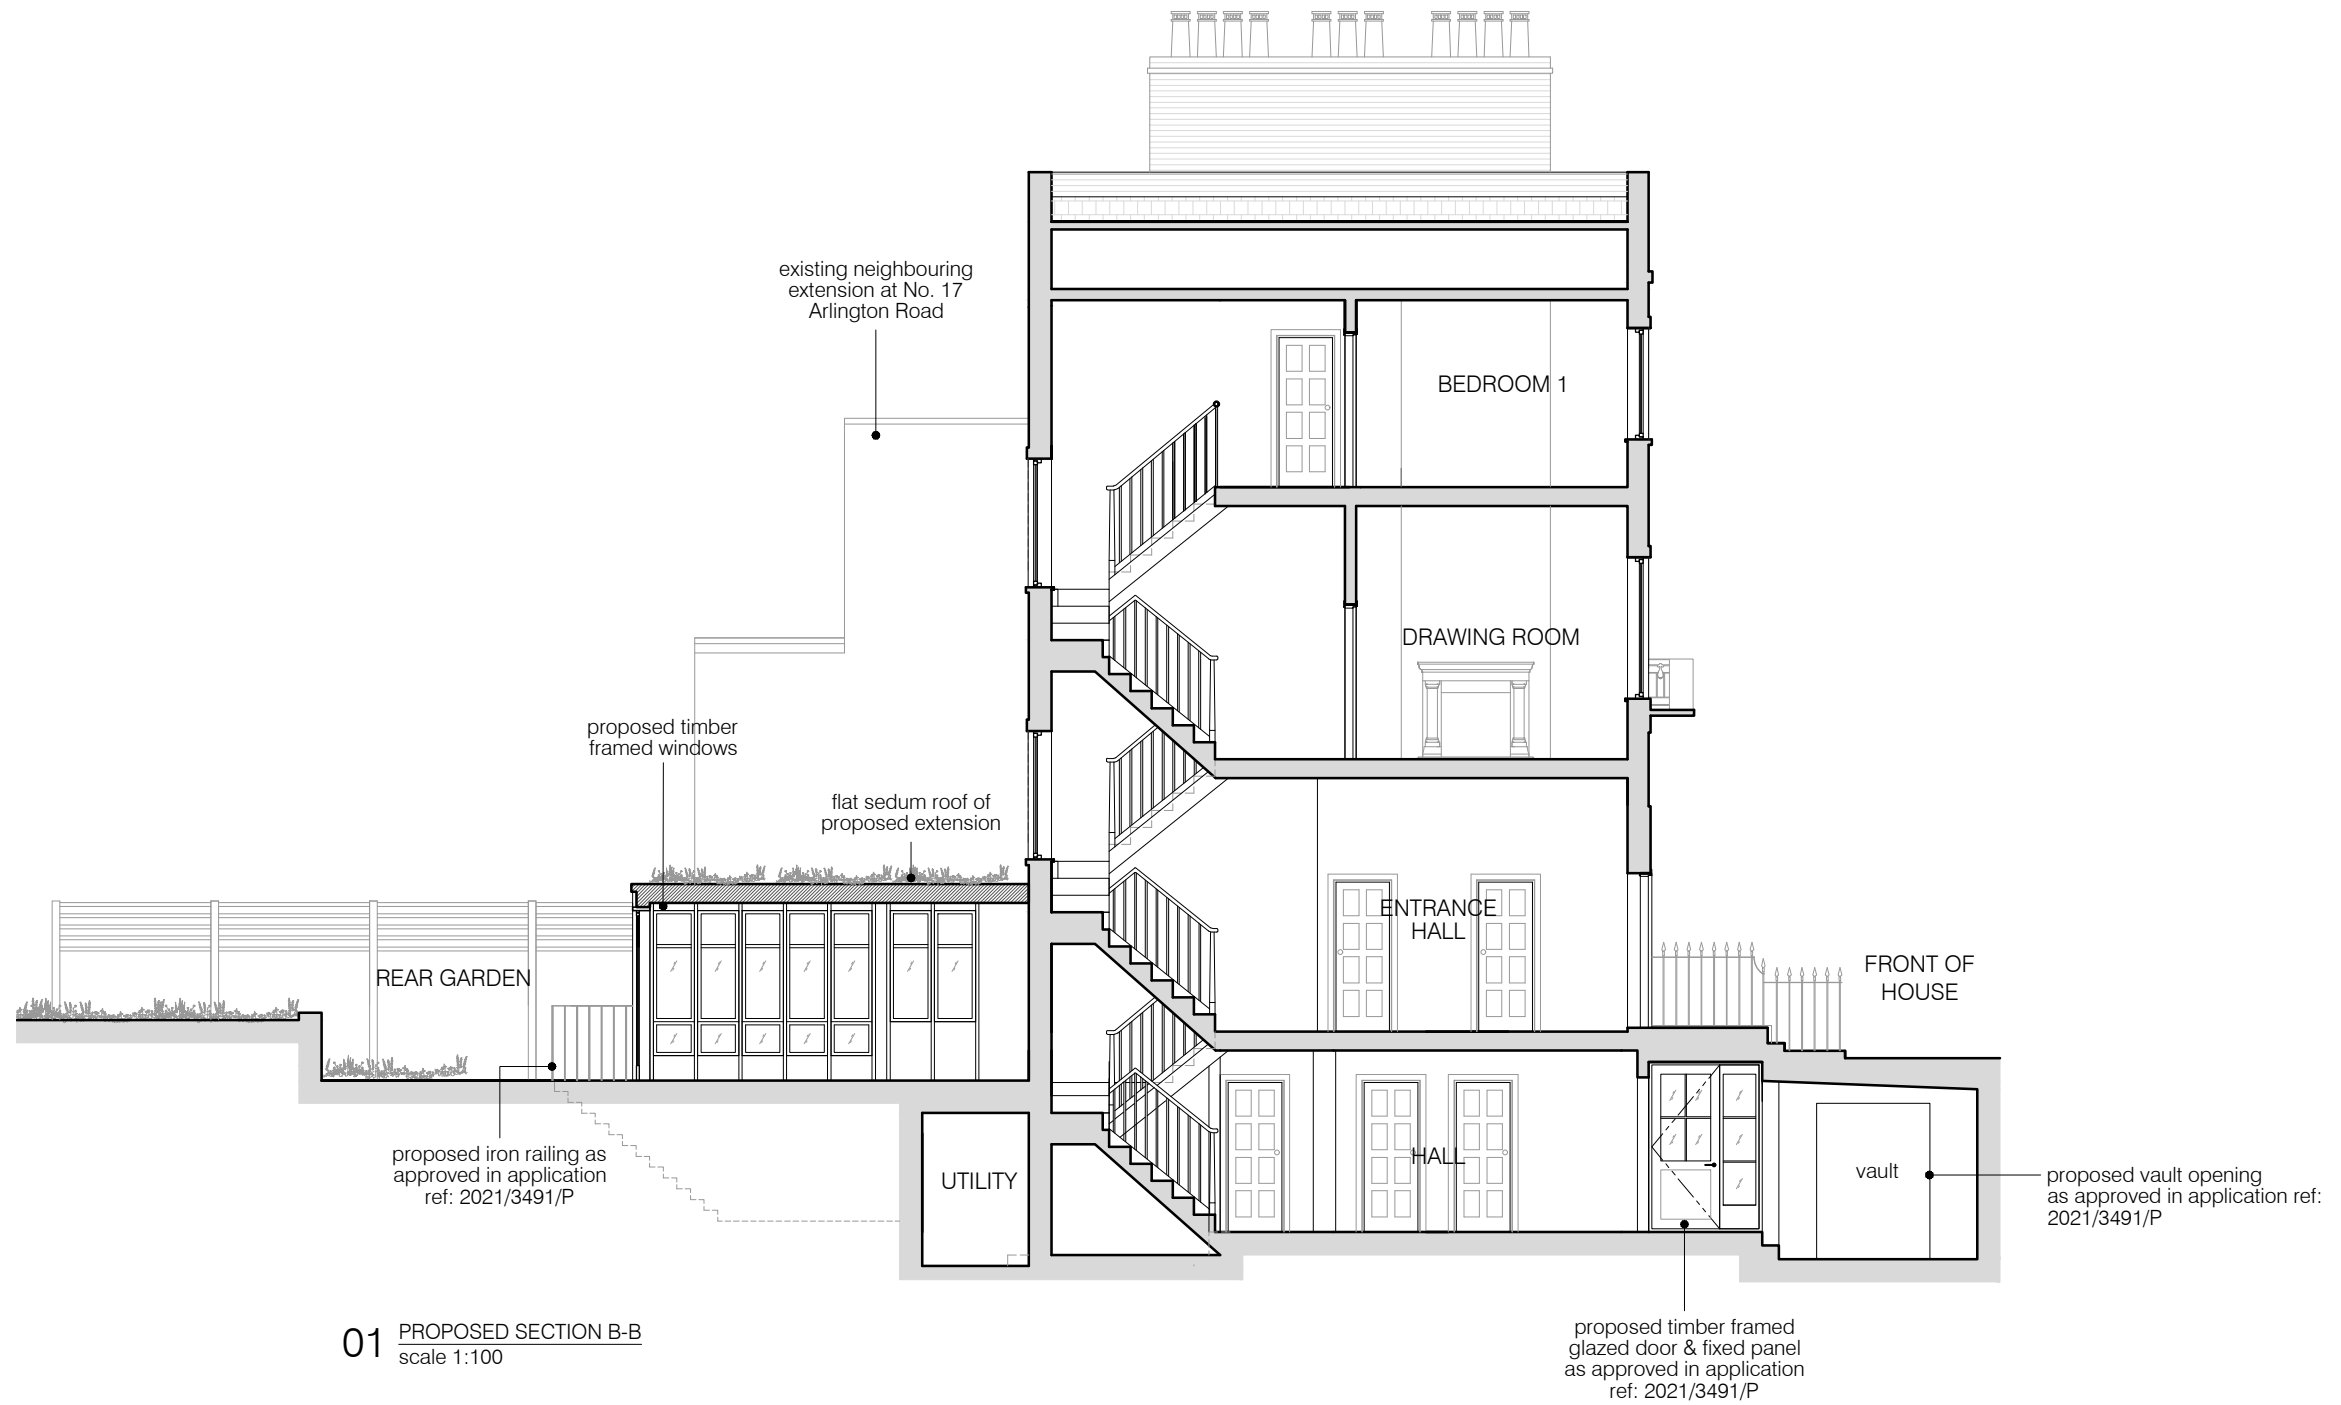 existing neighbouring
extension at No. 17
Arlington Road
BEDROOM 1
DRAWING ROOM
proposed timber
framed windows
flat sedum roof of
proposed extension
ENTRANCE
HALL
REAR GARDEN
FRONT OF
HOUSE
proposed iron railing as
approved in application
ref: 2021/3491/P
UTILITY
HALL
vault
proposed vault opening
as approved in application ref:
2021/3491/P
01 PROPOSED SECTION B-B
scale 1:100
proposed timber framed
glazed door & fixed panel
as approved in application
ref: 2021/3491/P